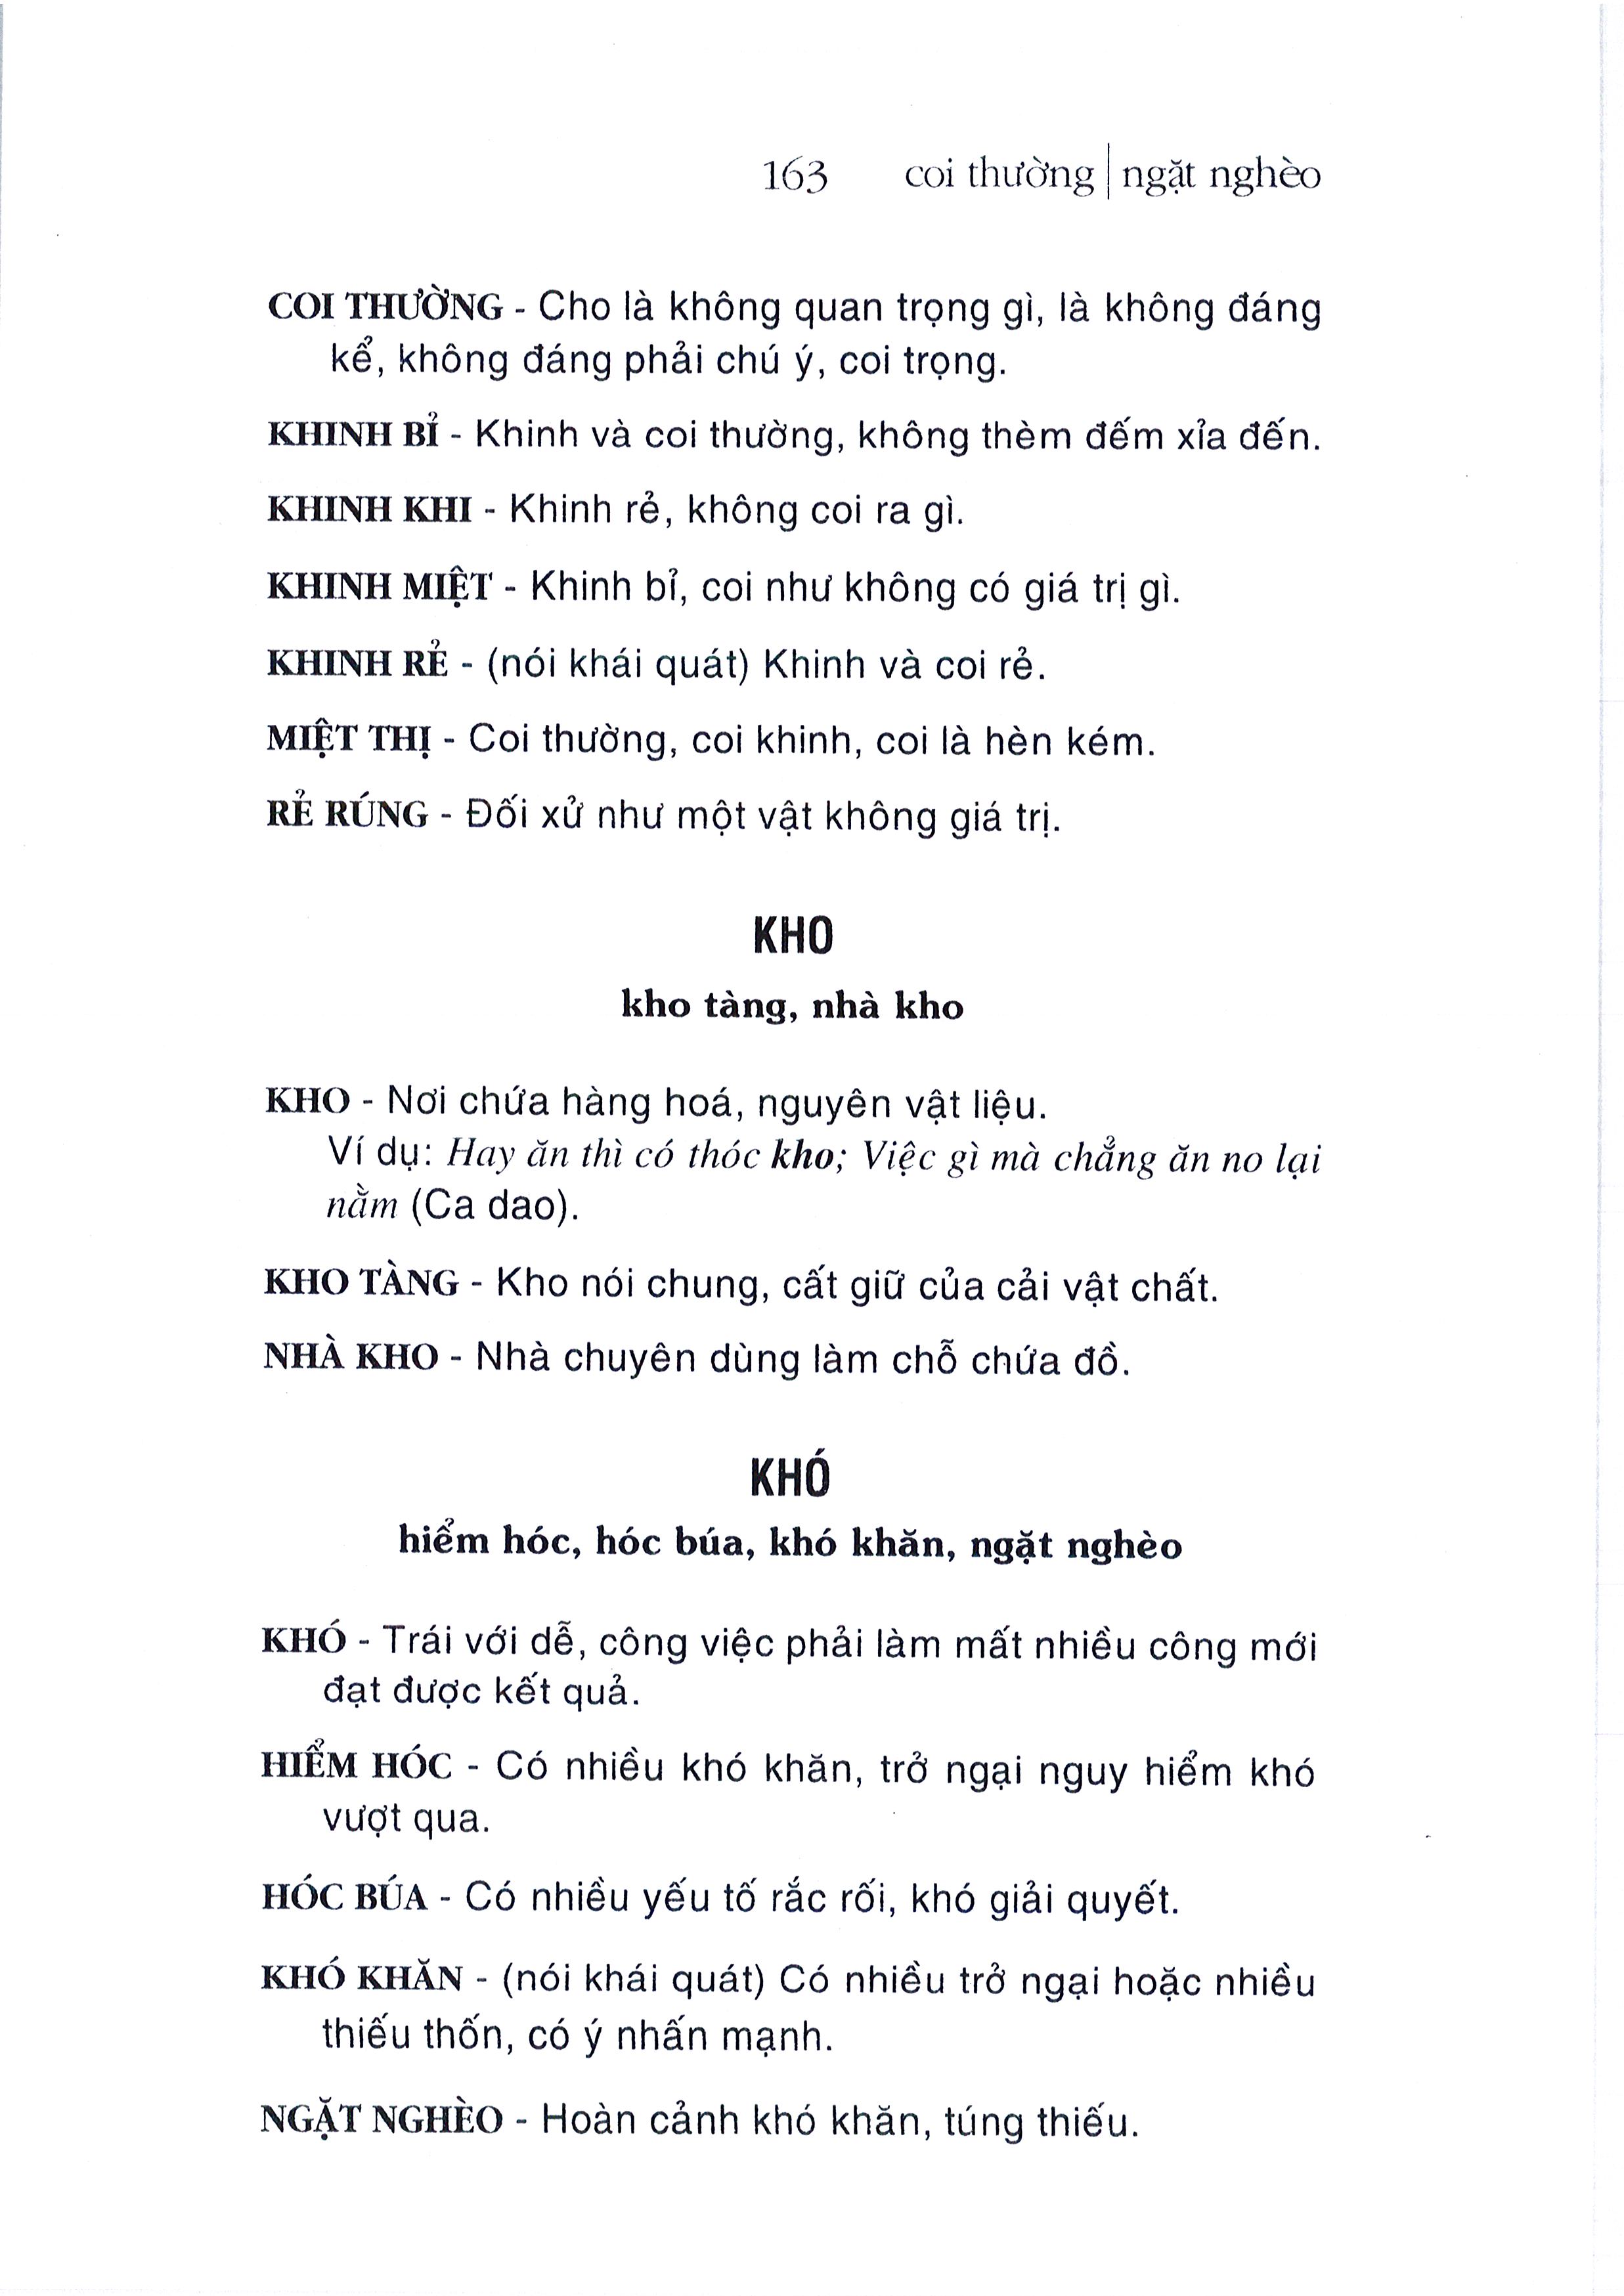 163 coi thường | ngặt nghèo
COI THƯỜNG - Cho là không quan trọng gì, là không đáng
kể, không đáng phải chú ý, coi trọng.
KHINH BỈ - Khinh và coi thường, không thèm đếm xỉa đến.
KHINH KHI - Khinh rẻ, không coi ra gì.
KHINH MIỆT - Khinh bỉ, coi như không có giá trị gì.
KHINH RẺ - (nói khái quát) Khinh và coi rẻ.
MIỆT THỊ - Coi thường, coi khinh, coi là hèn kém.
RẺ RÚNG - Đối xử như một vật không giá trị.
KHO
kho tàng, nhà kho
KHO - Nơi chứa hàng hoá, nguyên vật liệu.
Ví dụ: Hay ăn thì có thóc kho; Việc gì mà chẳng ăn no lại
nằm (Ca dao).
KHO TÀNG - Kho nói chung, cất giữ của cải vật chất.
NHÀ KHO - Nhà chuyên dùng làm chỗ chứa đồ.
KHÓ
hiểm hóc, hóc búa, khó khăn, ngặt nghèo
KHÓ - Trái với dễ, công việc phải làm mất nhiều công mới
đạt được kết quả.
HIỂM HÓC - Có nhiều khó khăn, trở ngại nguy hiểm khó
vượt qua.
HÓC BÚA - Có nhiều yếu tố rắc rối, khó giải quyết.
KHÓ KHĂN - (nói khái quát) Có nhiều trở ngại hoặc nhiều
thiếu thốn, có ý nhấn mạnh.
NGẶT NGHÈO - Hoàn cảnh khó khăn, túng thiếu.